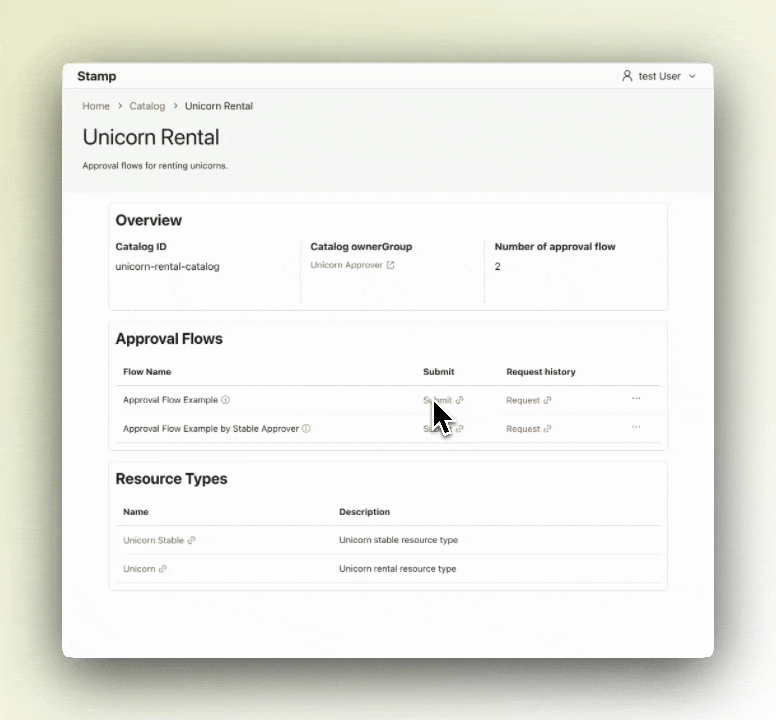 Stamp
test User
Home > Catalog > Unicorn Rental
Unicorn Rental
Approval flows for renting unicorns.
Overview
Catalog ID Catalog ownerGroup Number of approval flow
unicorn-rental-catalog Unicorn Approver 2
Approval Flows
Flow Name Submit Request history
Approval Flow Example Submit Request ...
Approval Flow Example by Stable Approver Request ...
Resource Types
Name Description
Unicorn Stable Unicorn stable resource type
Unicorn Unicorn rental resource type